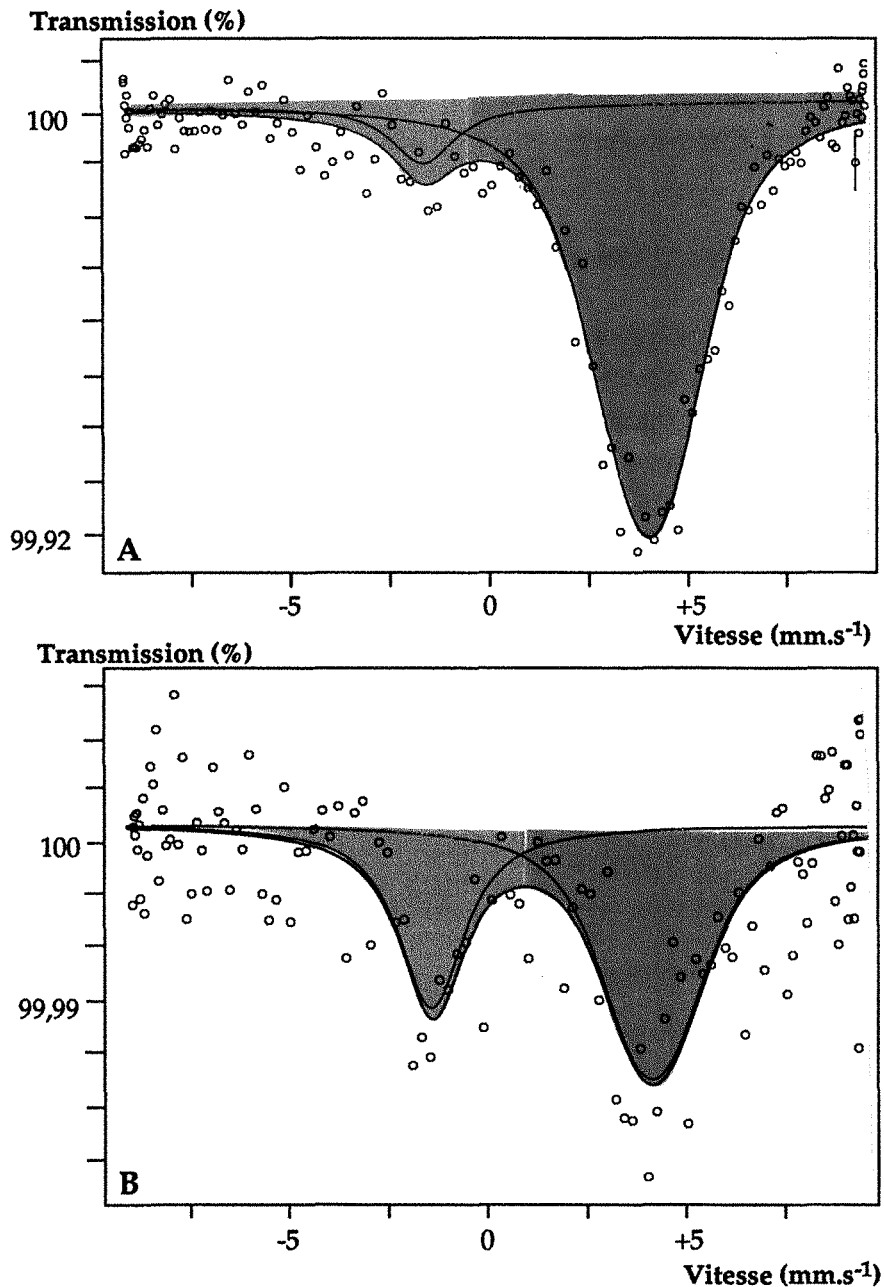 Transmission (%)
100
99,92
A
-5 0 +5
Vitesse (mm.s-1)
Transmission (%)
100
99,99
B
-5 0 +5
Vitesse (mm.s-1)